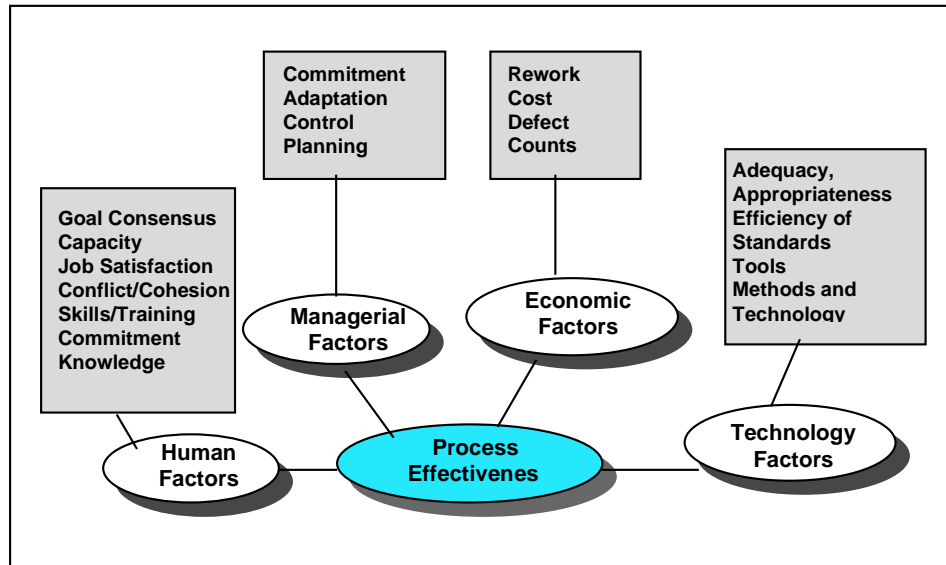 Commitment
Adaptation
Control
Planning
Rework
Cost
Defect
Counts
Adequacy,
Appropriateness
Efficiency of
Standards
Tools
Methods and
Technology
Goal Consensus
Capacity
Job Satisfaction
Conflict/Cohesion
Skills/Training
Commitment
Knowledge
Managerial
Factors
Economic
Factors
Human
Factors
Process
Effectivenes
Technology
Factors